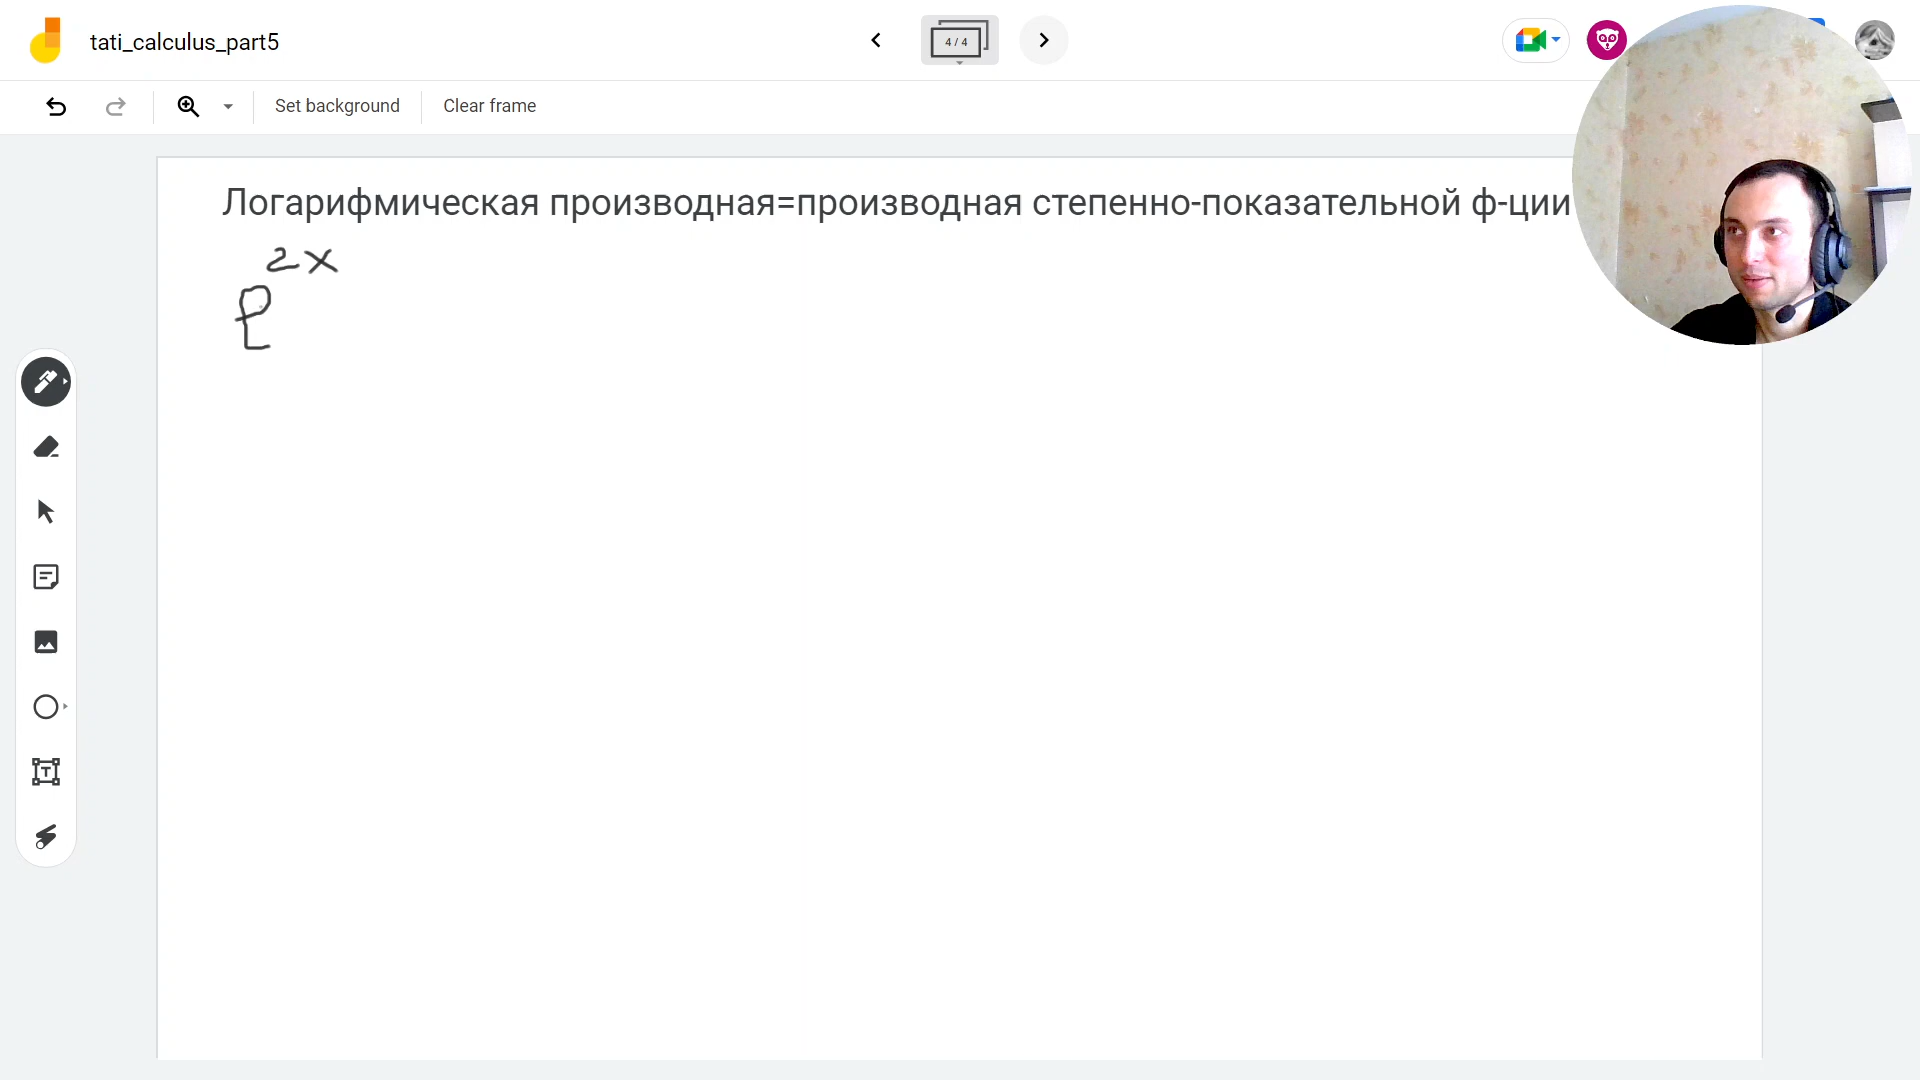 tati_calculus_part5
4 / 4
Set background
Clear frame
Логарифмическая производная=производная степенно-показательной ф-ции
e^{2x}